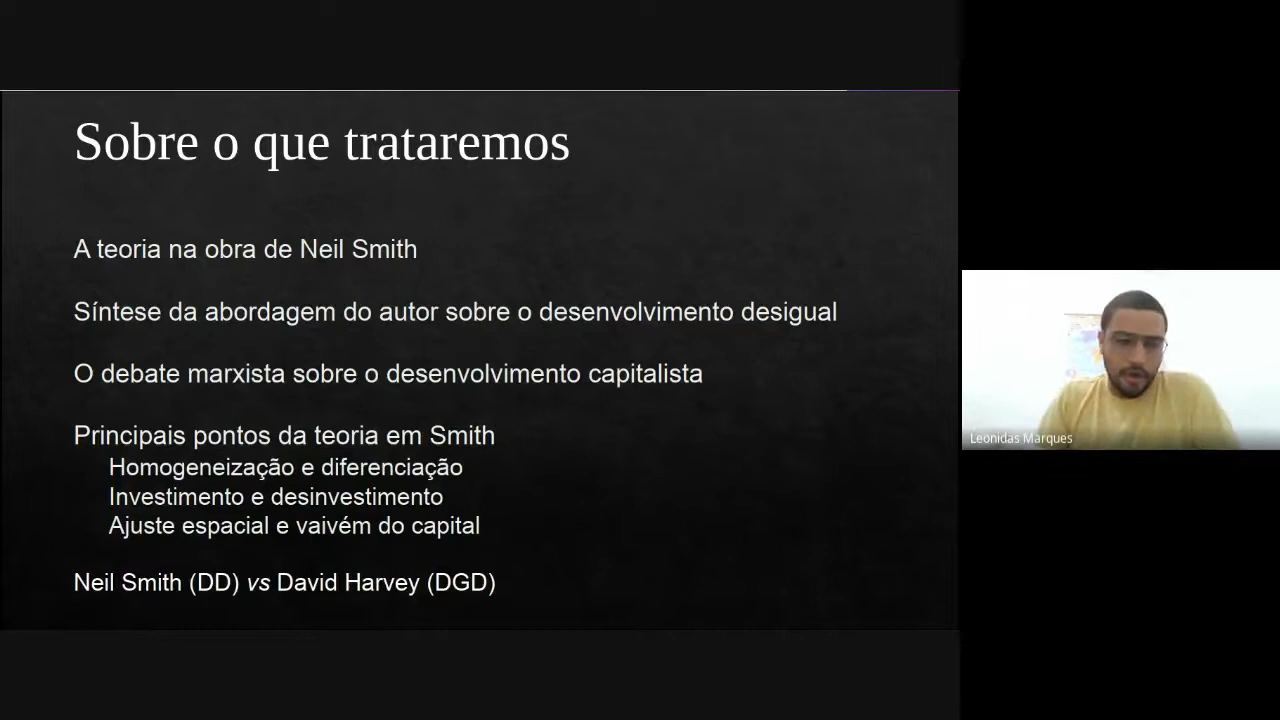 Sobre o que trataremos
A teoria na obra de Neil Smith
Síntese da abordagem do autor sobre o desenvolvimento desigual
O debate marxista sobre o desenvolvimento capitalista
Principais pontos da teoria em Smith
Homogeneização e diferenciação
Investimento e desinvestimento
Ajuste espacial e vaivém do capital
Neil Smith (DD) vs David Harvey (DGD)
Leonidas Marques